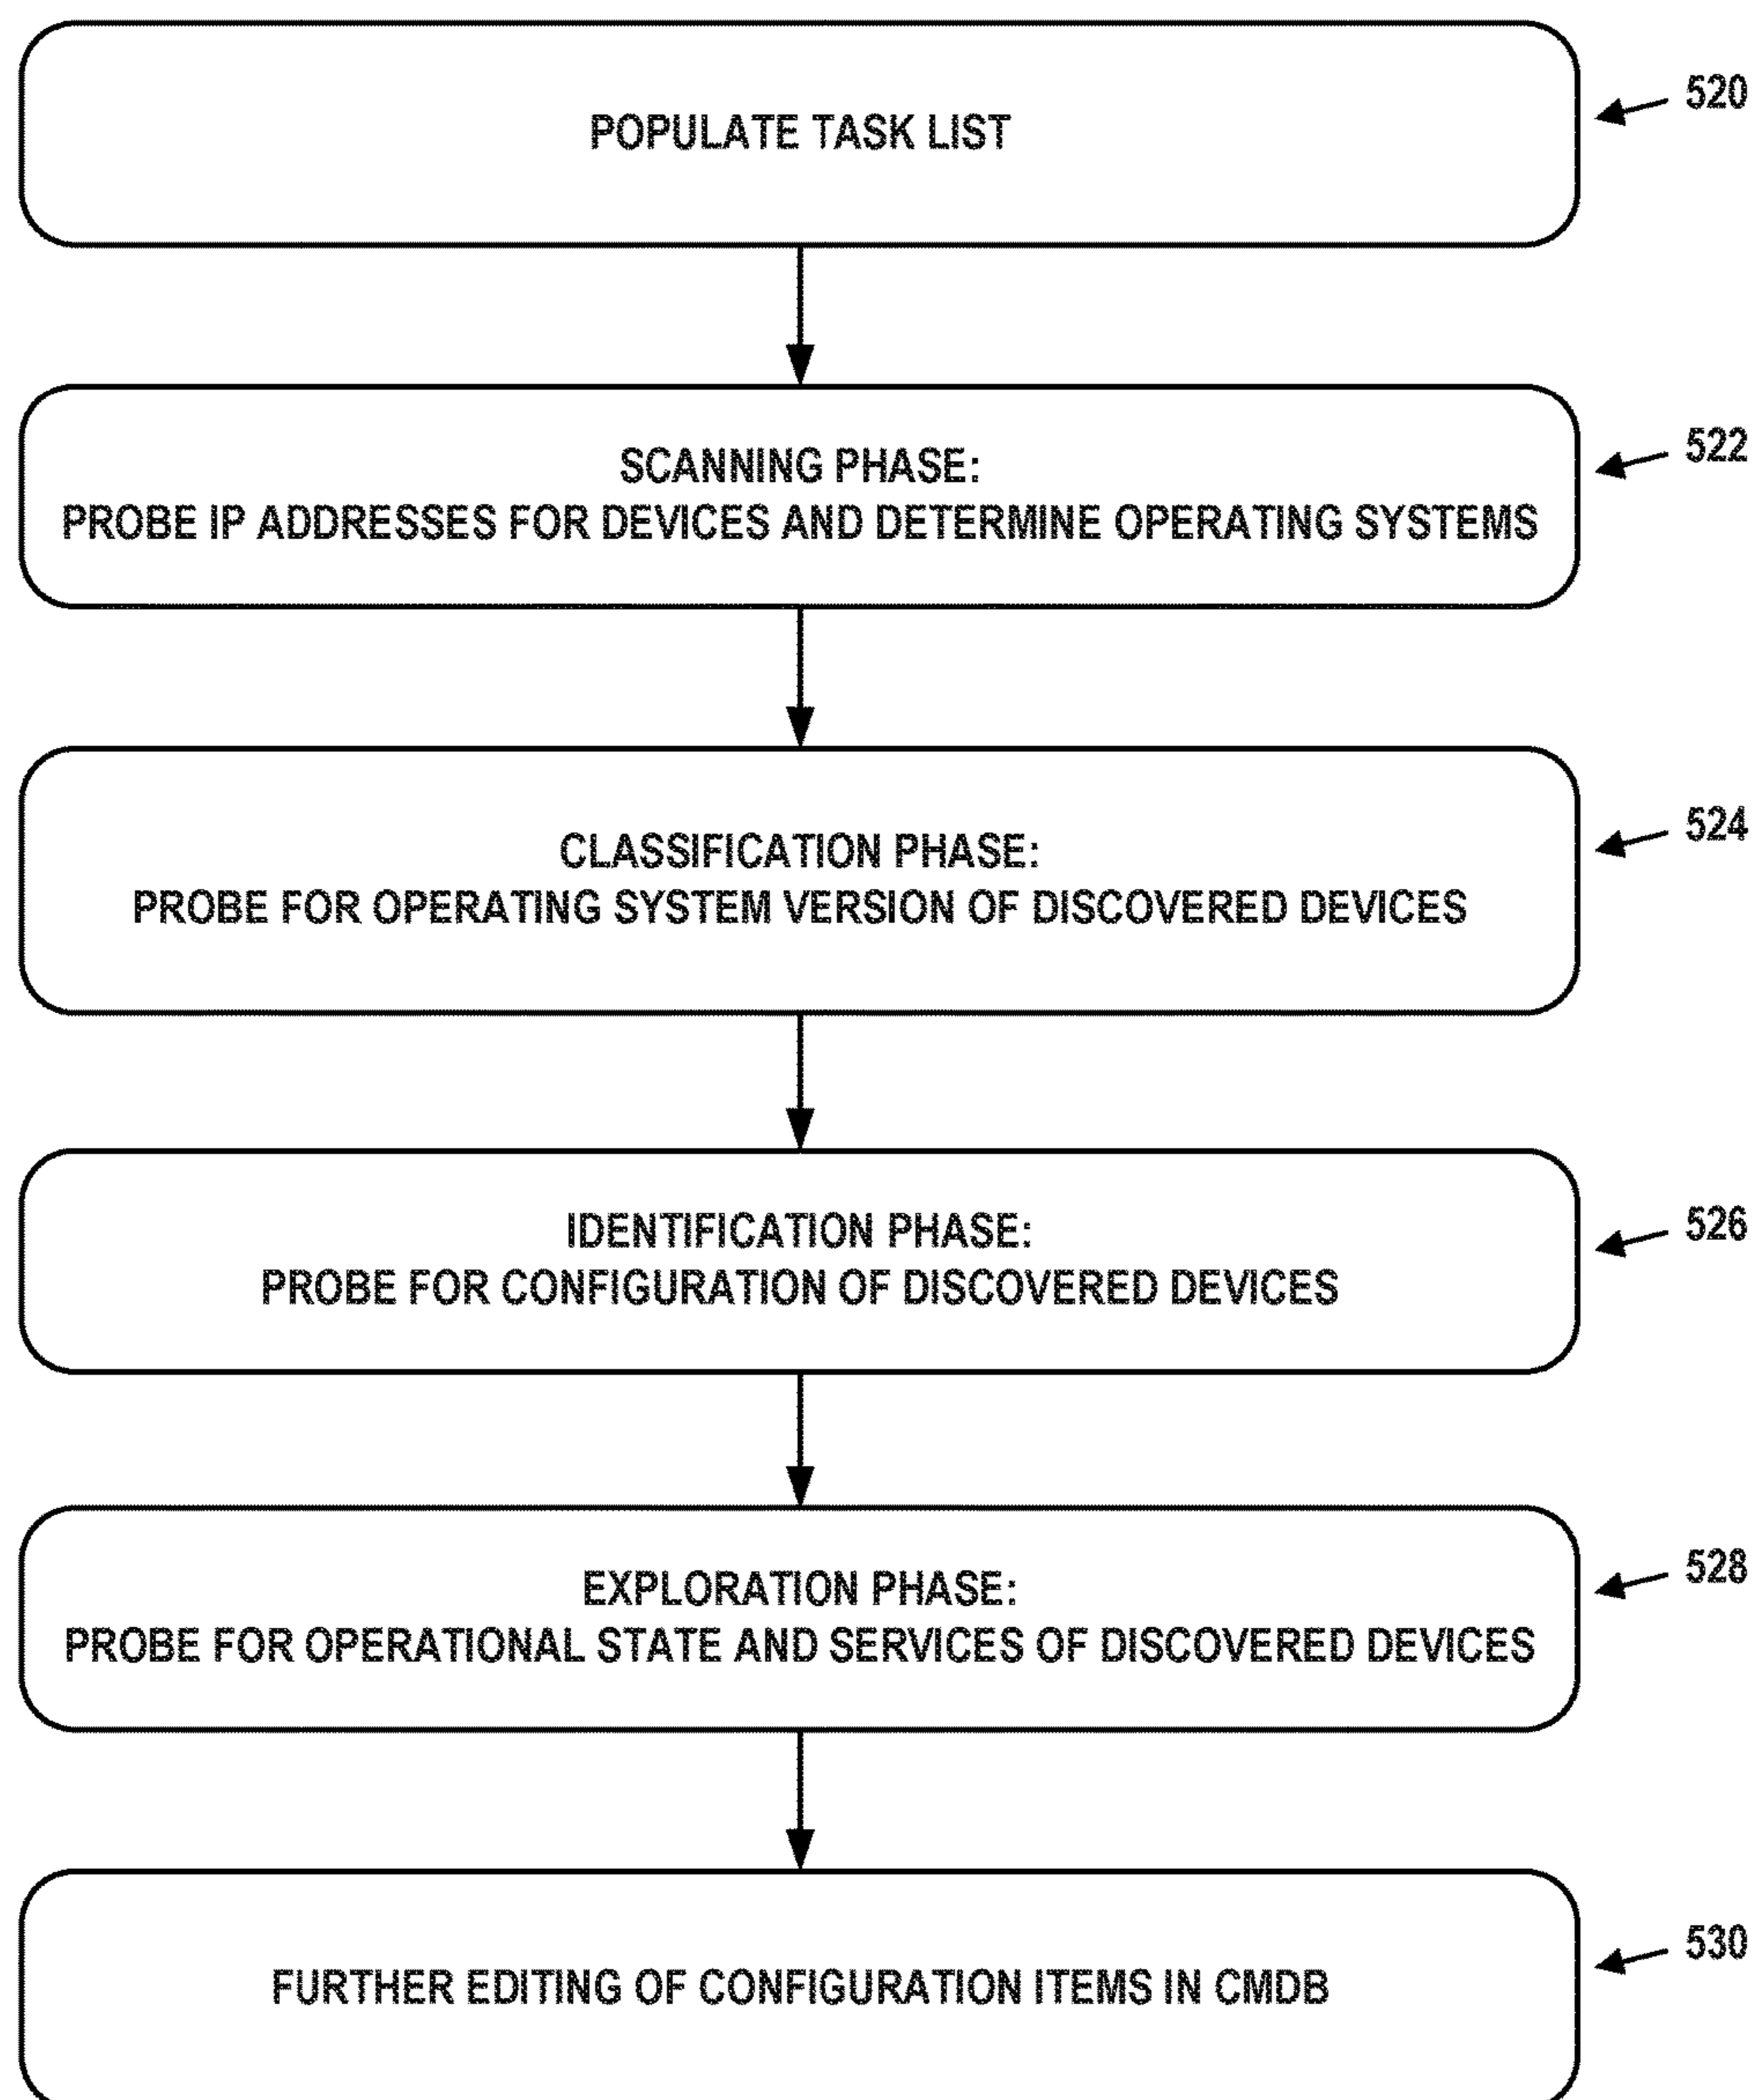 POPULATE TASK LIST
520
SCANNING PHASE:
PROBE IP ADDRESSES FOR DEVICES AND DETERMINE OPERATING SYSTEMS
522
CLASSIFICATION PHASE:
PROBE FOR OPERATING SYSTEM VERSION OF DISCOVERED DEVICES
524
IDENTIFICATION PHASE:
PROBE FOR CONFIGURATION OF DISCOVERED DEVICES
526
EXPLORATION PHASE:
PROBE FOR OPERATIONAL STATE AND SERVICES OF DISCOVERED DEVICES
528
FURTHER EDITING OF CONFIGURATION ITEMS IN CMDB
530